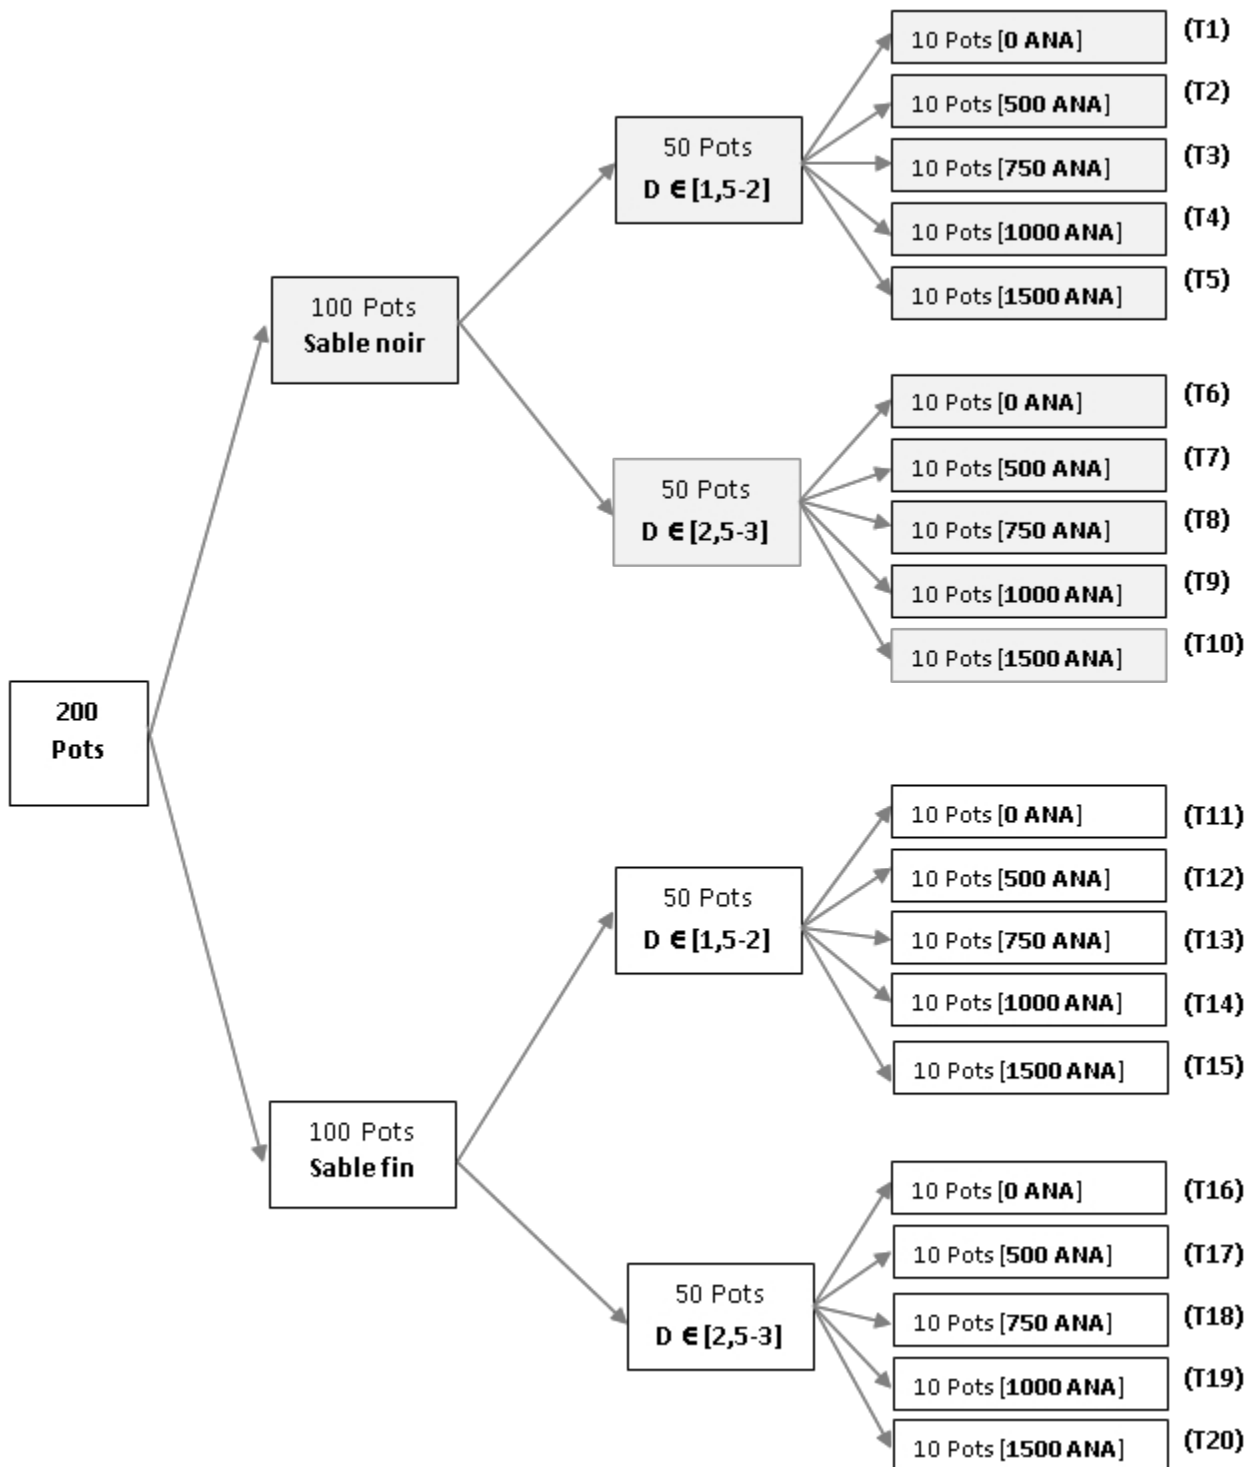 200
Pots
100 Pots
Sable noir
50 Pots
D ∈ [1,5-2]
10 Pots [0 ANA] (T1)
10 Pots [500 ANA] (T2)
10 Pots [750 ANA] (T3)
10 Pots [1000 ANA] (T4)
10 Pots [1500 ANA] (T5)
50 Pots
D ∈ [2,5-3]
10 Pots [0 ANA] (T6)
10 Pots [500 ANA] (T7)
10 Pots [750 ANA] (T8)
10 Pots [1000 ANA] (T9)
10 Pots [1500 ANA] (T10)
100 Pots
Sable fin
50 Pots
D ∈ [1,5-2]
10 Pots [0 ANA] (T11)
10 Pots [500 ANA] (T12)
10 Pots [750 ANA] (T13)
10 Pots [1000 ANA] (T14)
10 Pots [1500 ANA] (T15)
50 Pots
D ∈ [2,5-3]
10 Pots [0 ANA] (T16)
10 Pots [500 ANA] (T17)
10 Pots [750 ANA] (T18)
10 Pots [1000 ANA] (T19)
10 Pots [1500 ANA] (T20)